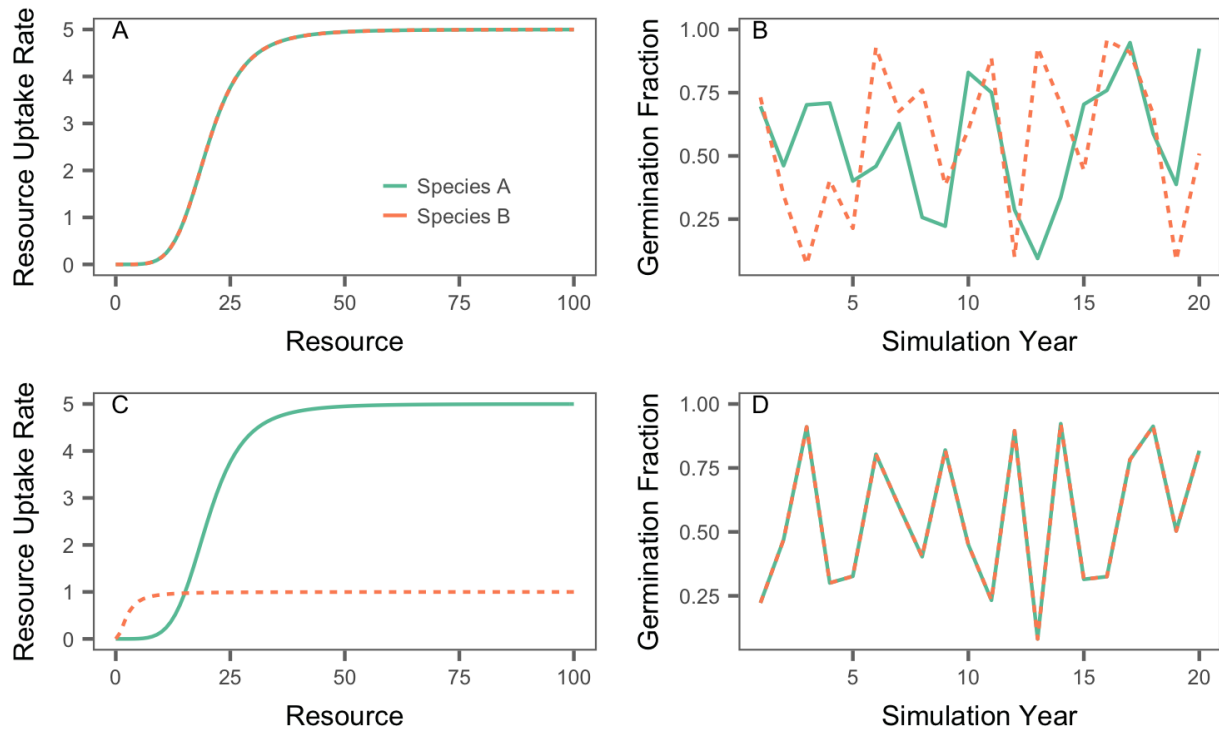 A
Resource Uptake Rate
5
4
3
2
1
0
Species A
Species B
0 25 50 75 100
Resource
B
Germination Fraction
1.00
0.75
0.50
0.25
5 10 15 20
Simulation Year
C
Resource Uptake Rate
5
4
3
2
1
0
0 25 50 75 100
Resource
D
Germination Fraction
1.00
0.75
0.50
0.25
5 10 15 20
Simulation Year